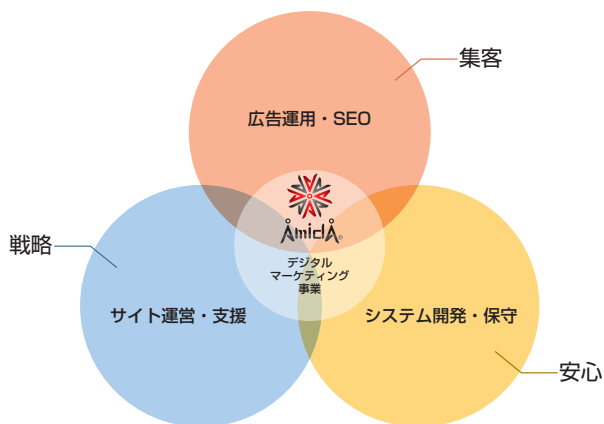 集客
広告運用・SEO
AmiciA®
デジタル
マーケティング
事業
戦略
サイト運営・支援
システム開発・保守
安心